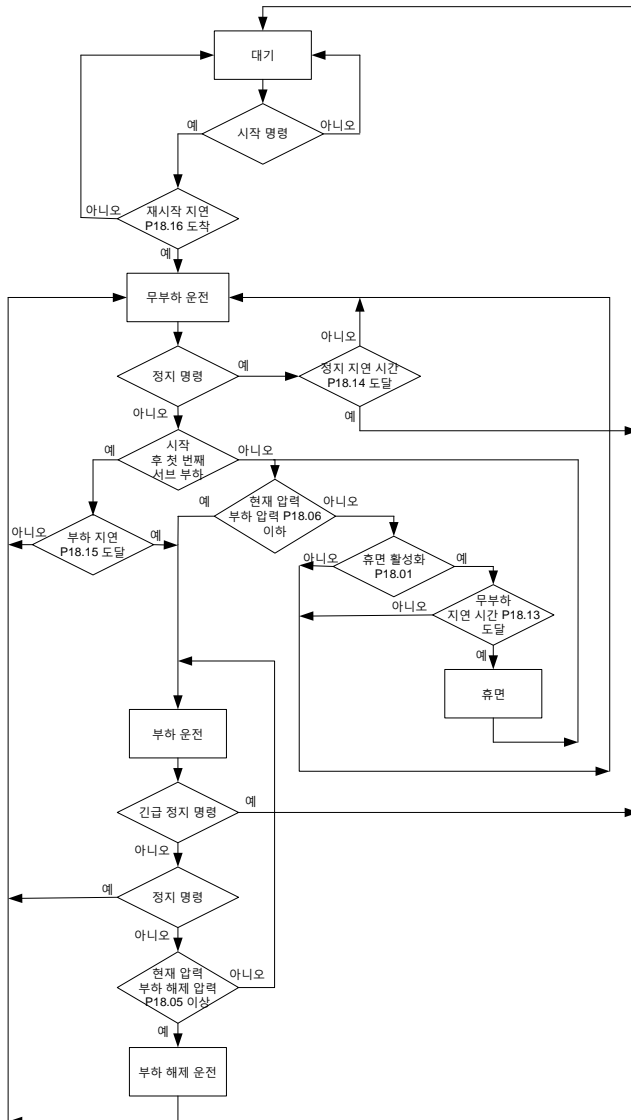 대기
시작 명령
예
아니오
재시작 지연
P18.16 도착
아니오
예
무부하 운전
정지 명령
예
아니오
정지 지연 시간
P18.14 도달
아니오
예
시작
후 첫 번째
서브 부하
예
아니오
부하 지연
P18.15 도달
아니오
예
현재 압력
부하 압력 P18.06
이하
예
아니오
휴면 활성화
P18.01
아니오
예
무부하
지연 시간 P18.13
도달
아니오
예
휴면
부하 운전
긴급 정지 명령
예
아니오
정지 명령
예
아니오
현재 압력
부하 해제 압력
P18.05 이상
아니오
예
부하 해제 운전